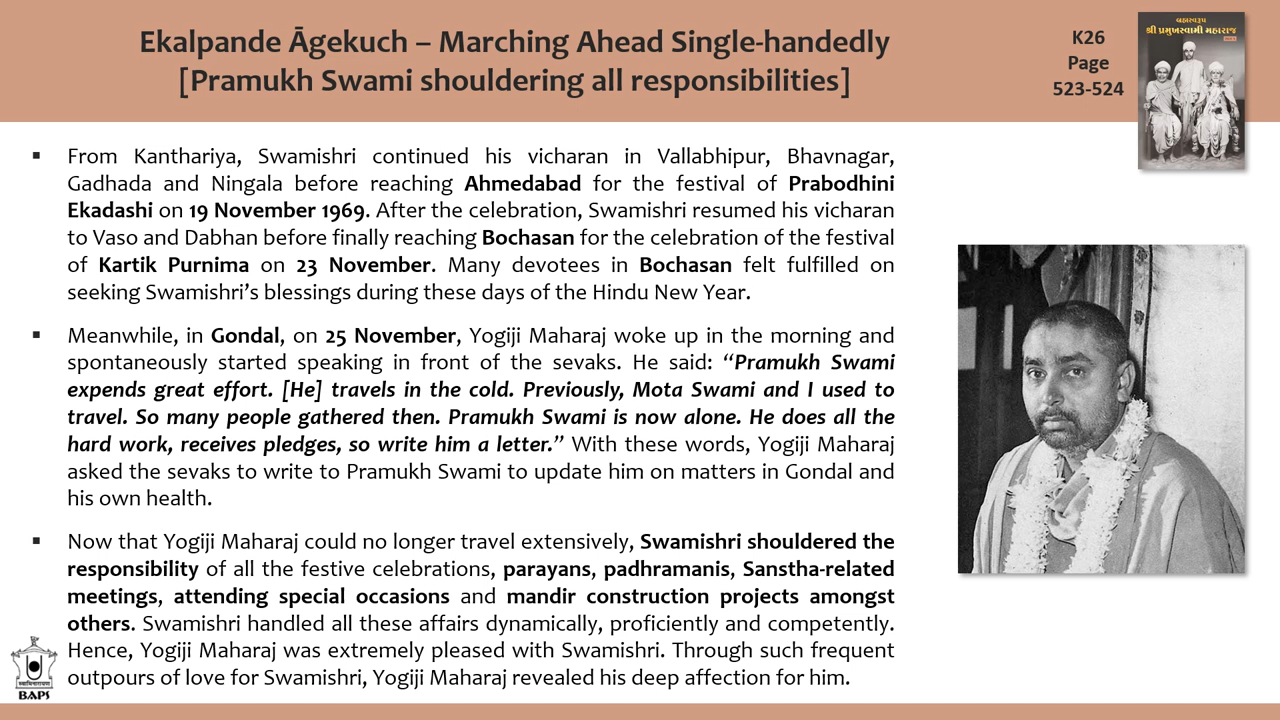 Ekalpande Āgekuch – Marching Ahead Single-handedly
[Pramukh Swami shouldering all responsibilities]
K26
Page
523-524
બ્રહ્મસ્વરૂપ
શ્રી પ્રમુખસ્વામી મહારાજ
▪ From Kanthariya, Swamishri continued his vicharan in Vallabhipur, Bhavnagar,
Gadhada and Ningala before reaching Ahmedabad for the festival of Prabodhini
Ekadashi on 19 November 1969. After the celebration, Swamishri resumed his vicharan
to Vaso and Dabhan before finally reaching Bochasan for the celebration of the festival
of Kartik Purnima on 23 November. Many devotees in Bochasan felt fulfilled on
seeking Swamishri’s blessings during these days of the Hindu New Year.
▪ Meanwhile, in Gondal, on 25 November, Yogiji Maharaj woke up in the morning and
spontaneously started speaking in front of the sevaks. He said: “Pramukh Swami
expends great effort. [He] travels in the cold. Previously, Mota Swami and I used to
travel. So many people gathered then. Pramukh Swami is now alone. He does all the
hard work, receives pledges, so write him a letter.” With these words, Yogiji Maharaj
asked the sevaks to write to Pramukh Swami to update him on matters in Gondal and
his own health.
▪ Now that Yogiji Maharaj could no longer travel extensively, Swamishri shouldered the
responsibility of all the festive celebrations, parayans, padhramanis, Sanstha-related
meetings, attending special occasions and mandir construction projects amongst
others. Swamishri handled all these affairs dynamically, proficiently and competently.
Hence, Yogiji Maharaj was extremely pleased with Swamishri. Through such frequent
outpours of love for Swamishri, Yogiji Maharaj revealed his deep affection for him.
स्वामिनारायण
BAPS